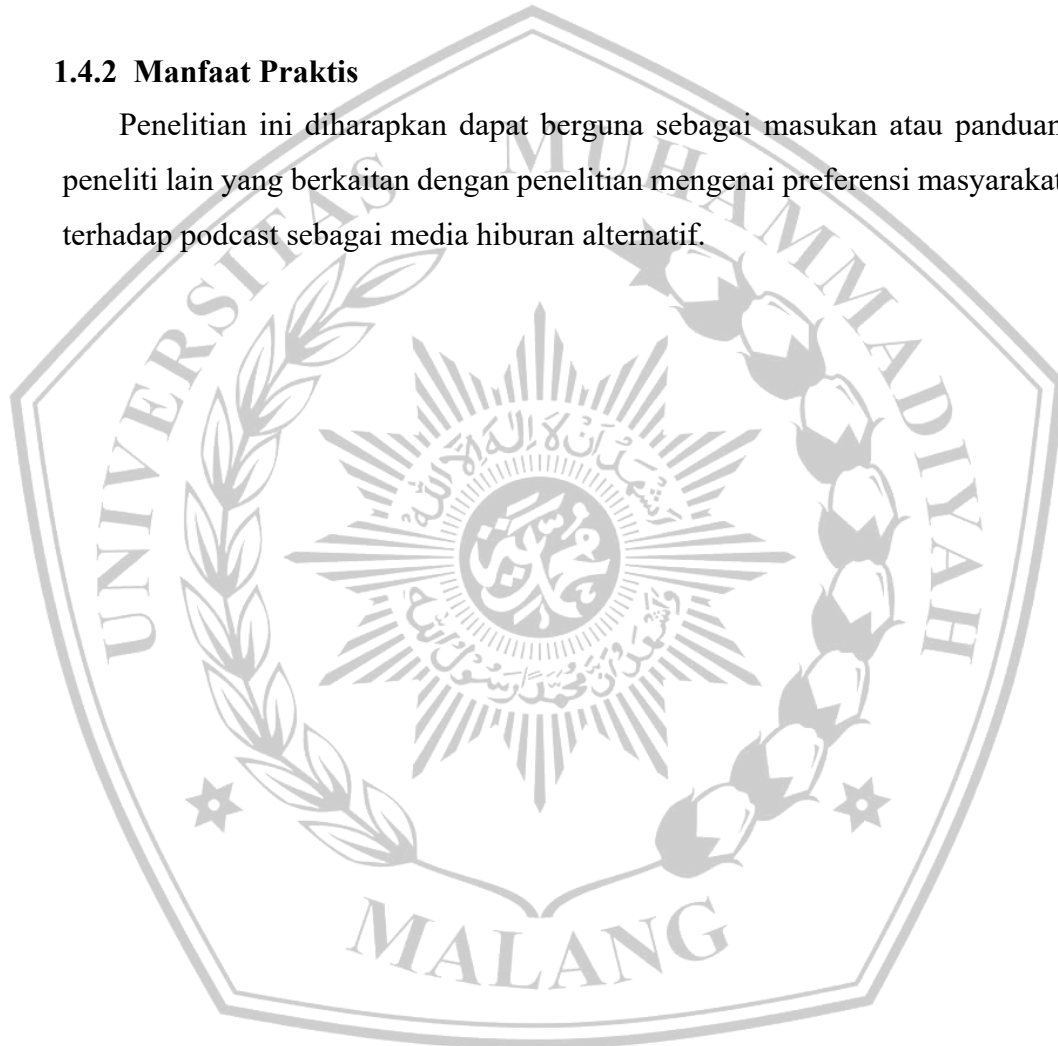 1.4.2 Manfaat Praktis
Penelitian ini diharapkan dapat berguna sebagai masukan atau panduan
peneliti lain yang berkaitan dengan penelitian mengenai preferensi masyarakat
terhadap podcast sebagai media hiburan alternatif.
UNIVERSITAS MUHAMMADIYAH
MALANG